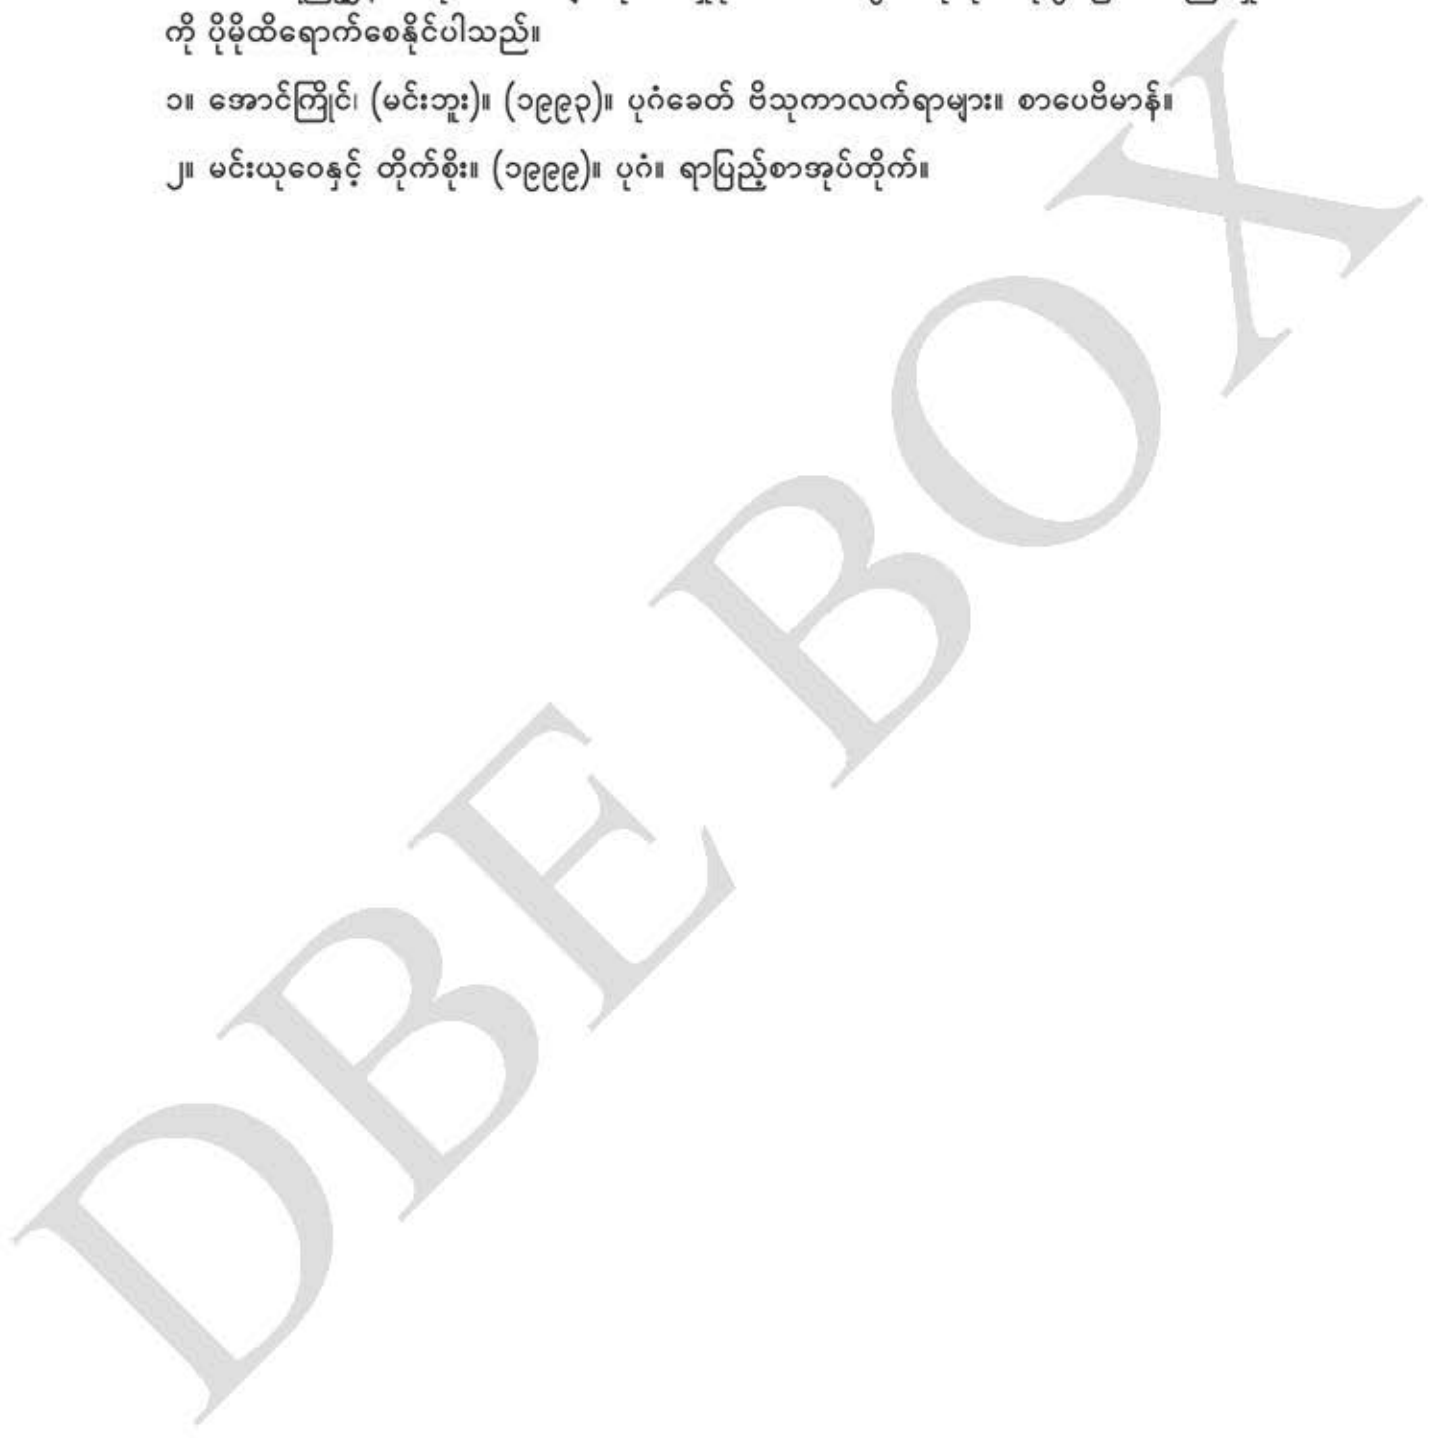 ကို ပိုမိုထိရောက်စေနိုင်ပါသည်။
၁။ အောင်ကြိုင်၊ (မင်းဘူး)။ (၁၉၉၃)။ ပုဂံခေတ် ဗိသုကာလက်ရာများ။ စာပေဗိမာန်။
၂။ မင်းယုဝေနှင့် တိုက်စိုး။ (၁၉၉၉)။ ပုဂံ။ ရာပြည့်စာအုပ်တိုက်။
DBE BOX